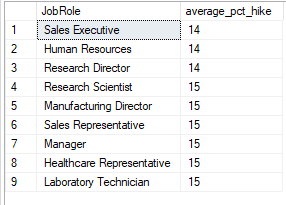 JobRole average_pct_hike
1 Sales Executive 14
2 Human Resources 14
3 Research Director 14
4 Research Scientist 15
5 Manufacturing Director 15
6 Sales Representative 15
7 Manager 15
8 Healthcare Representative 15
9 Laboratory Technician 15